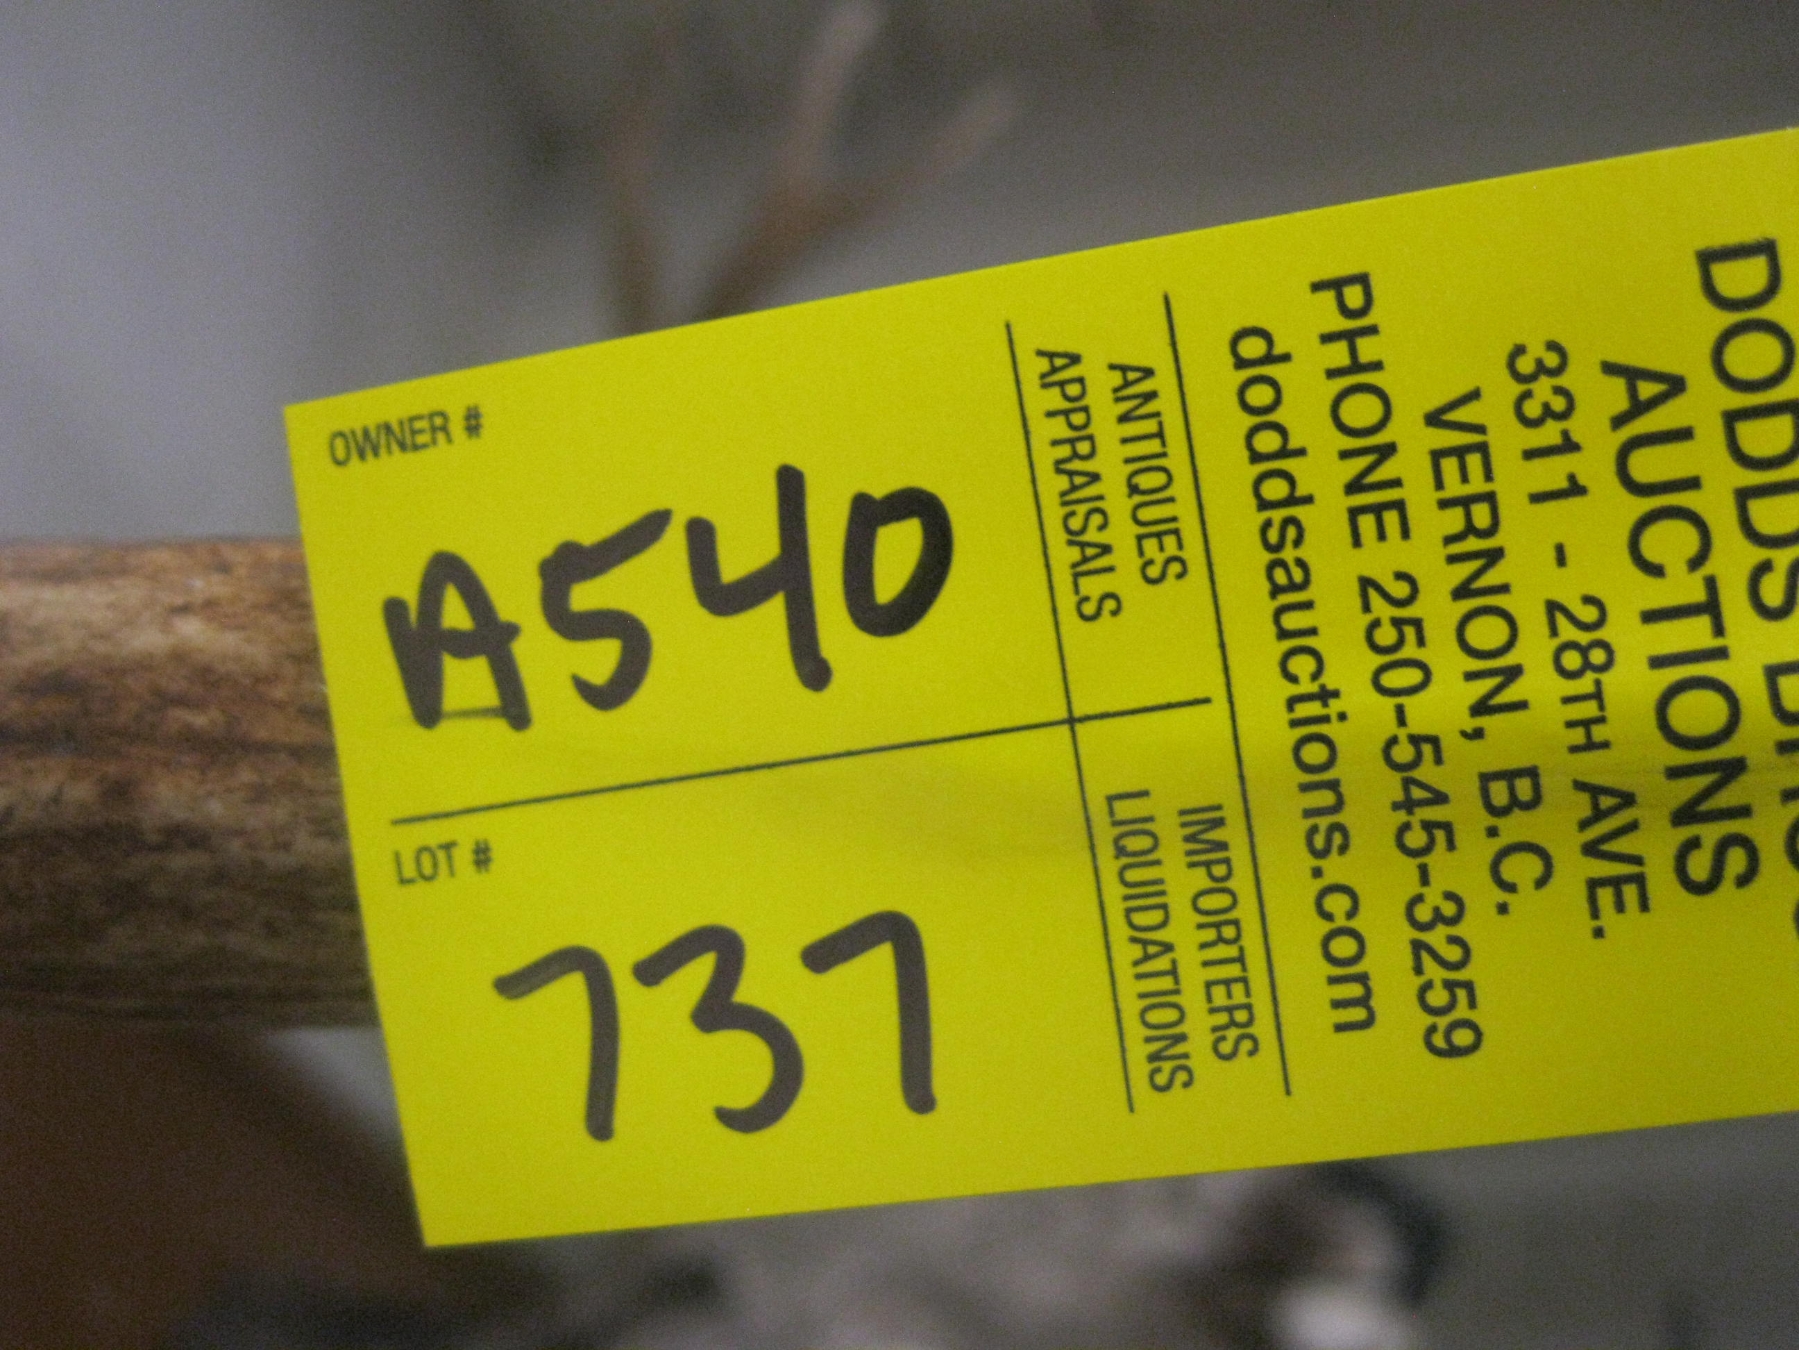 DODDS
AUCTIONS
3311 - 28TH AVE.
VERNON, B.C.
PHONE 250-545-3259
doddsauctions.com
ANTIQUES
APPRAISALS
IMPORTERS
LIQUIDATIONS
OWNER #
A540
LOT #
737